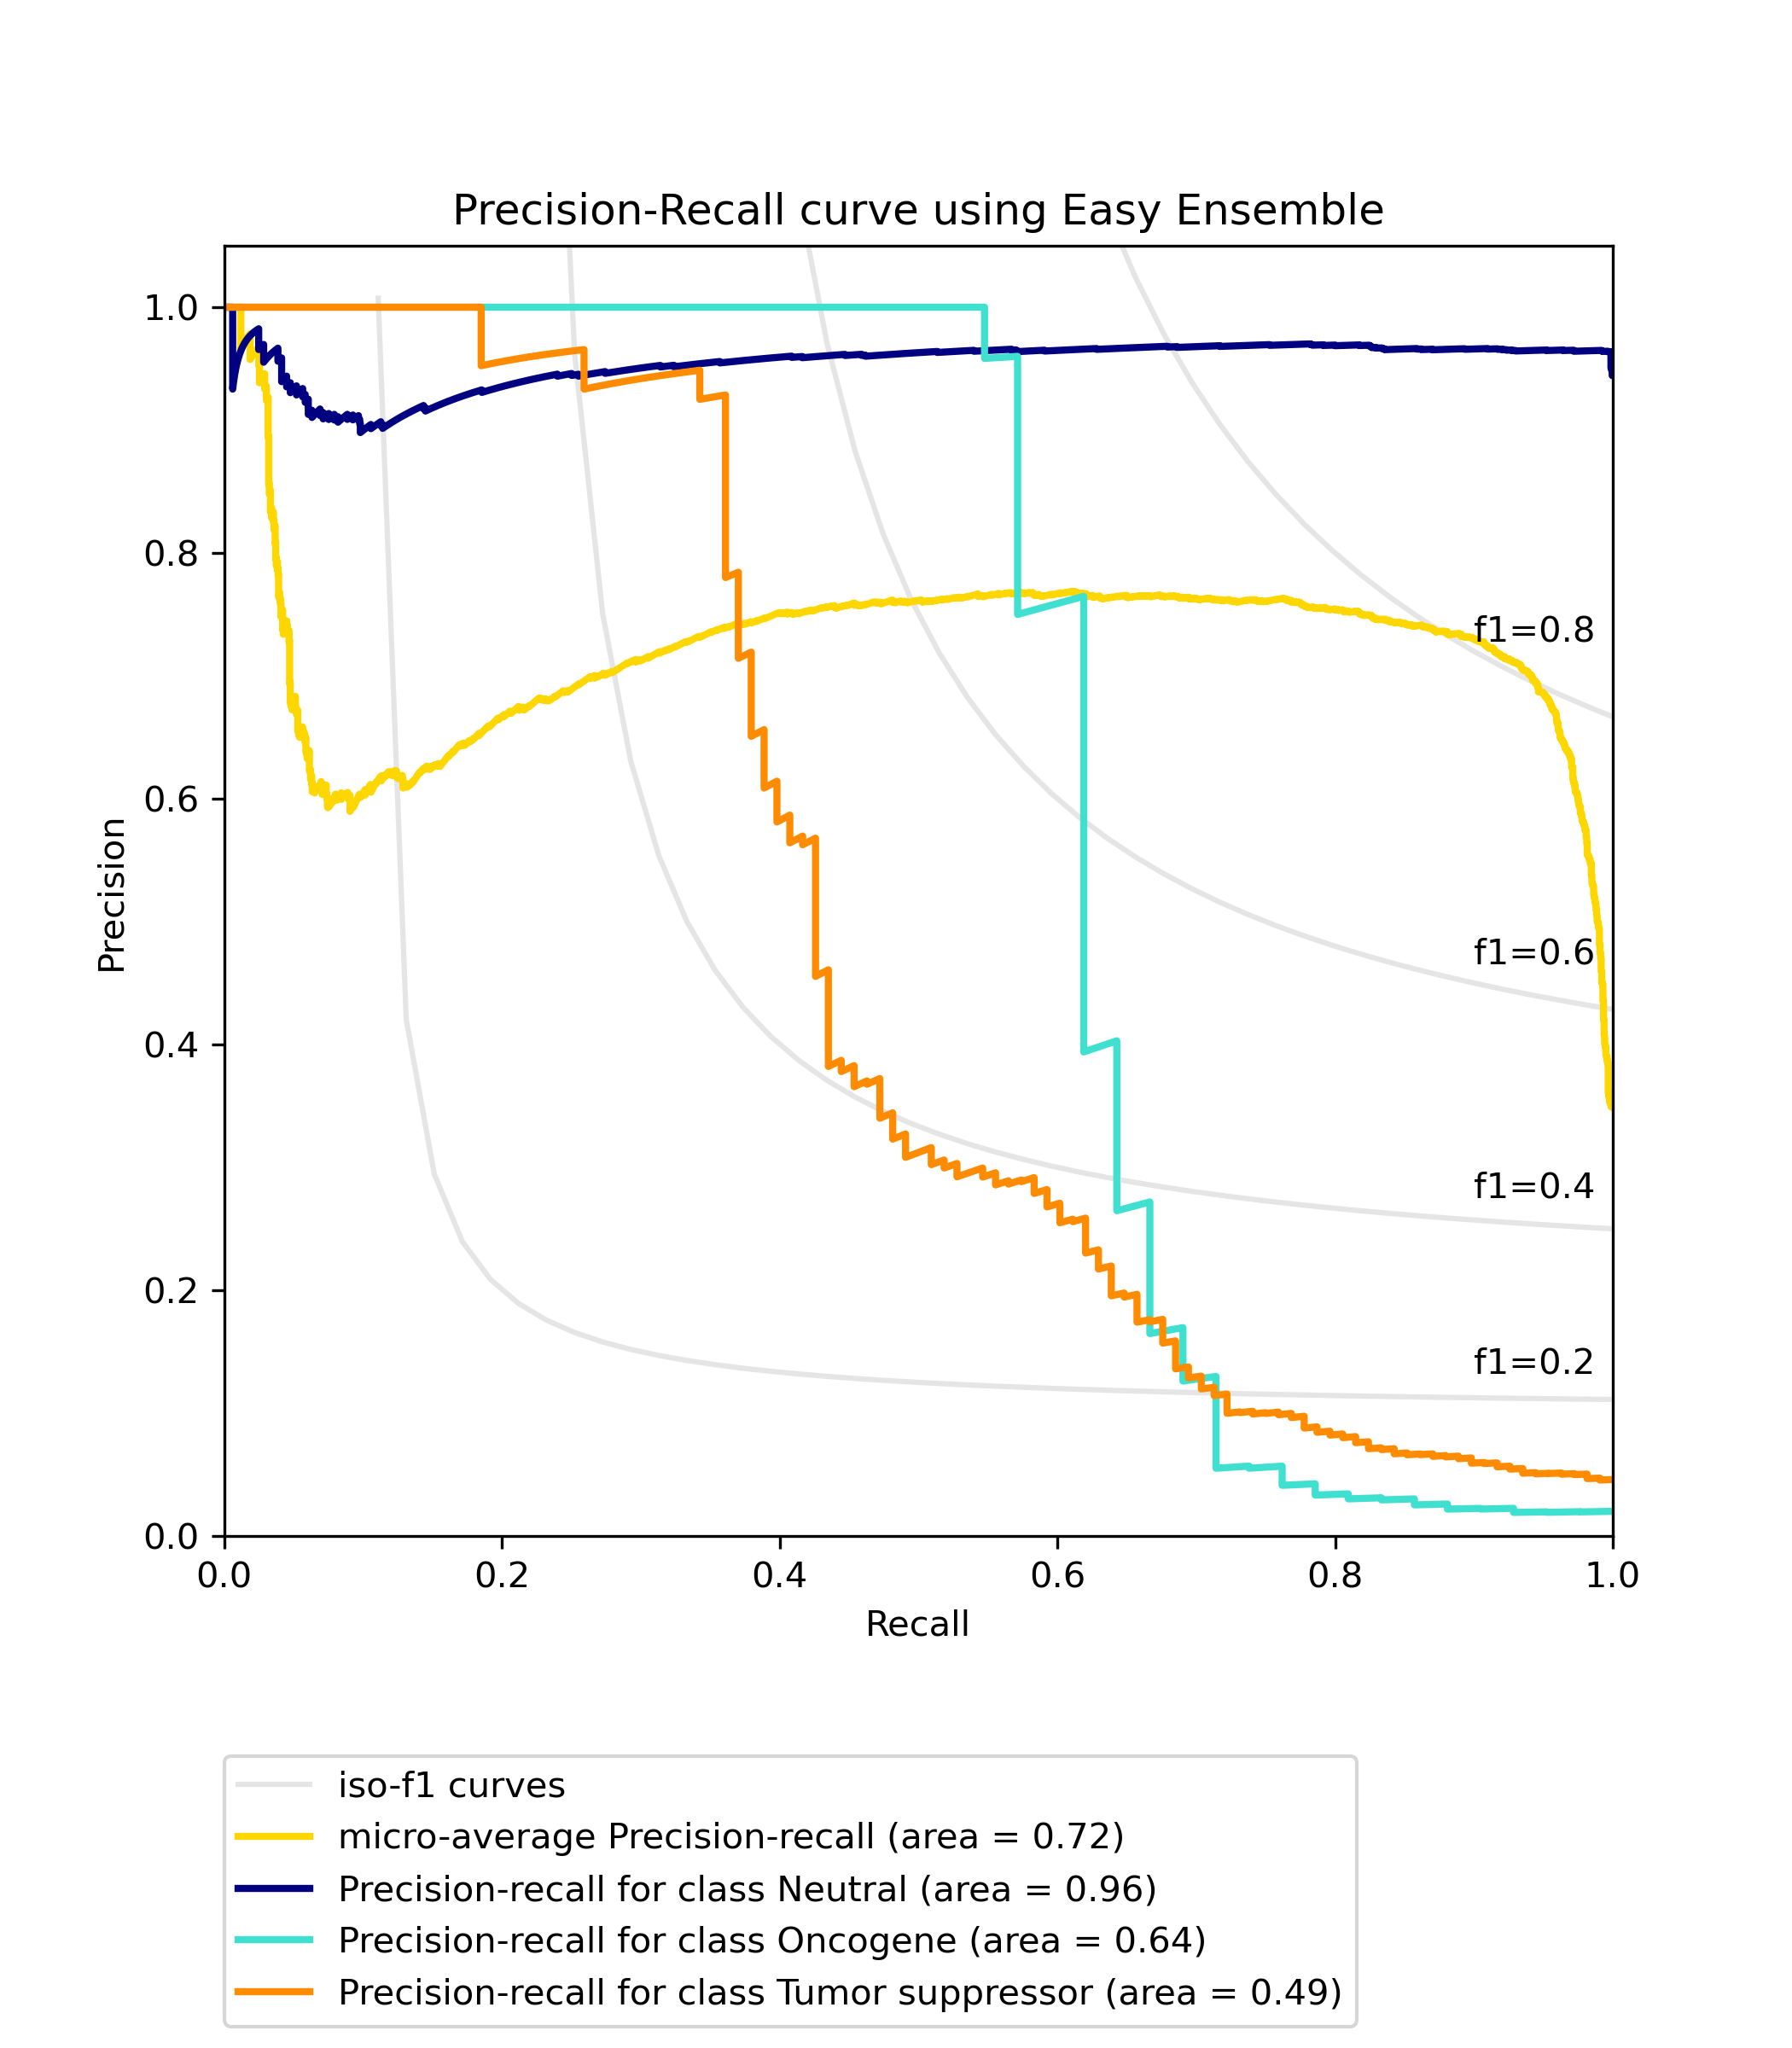 Precision-Recall curve using Easy Ensemble
1.0
0.8
0.6
0.4
0.2
0.0
Precision
f1=0.8
f1=0.6
f1=0.4
f1=0.2
0.0 0.2 0.4 0.6 0.8 1.0
Recall
iso-f1 curves
micro-average Precision-recall (area = 0.72)
Precision-recall for class Neutral (area = 0.96)
Precision-recall for class Oncogene (area = 0.64)
Precision-recall for class Tumor suppressor (area = 0.49)